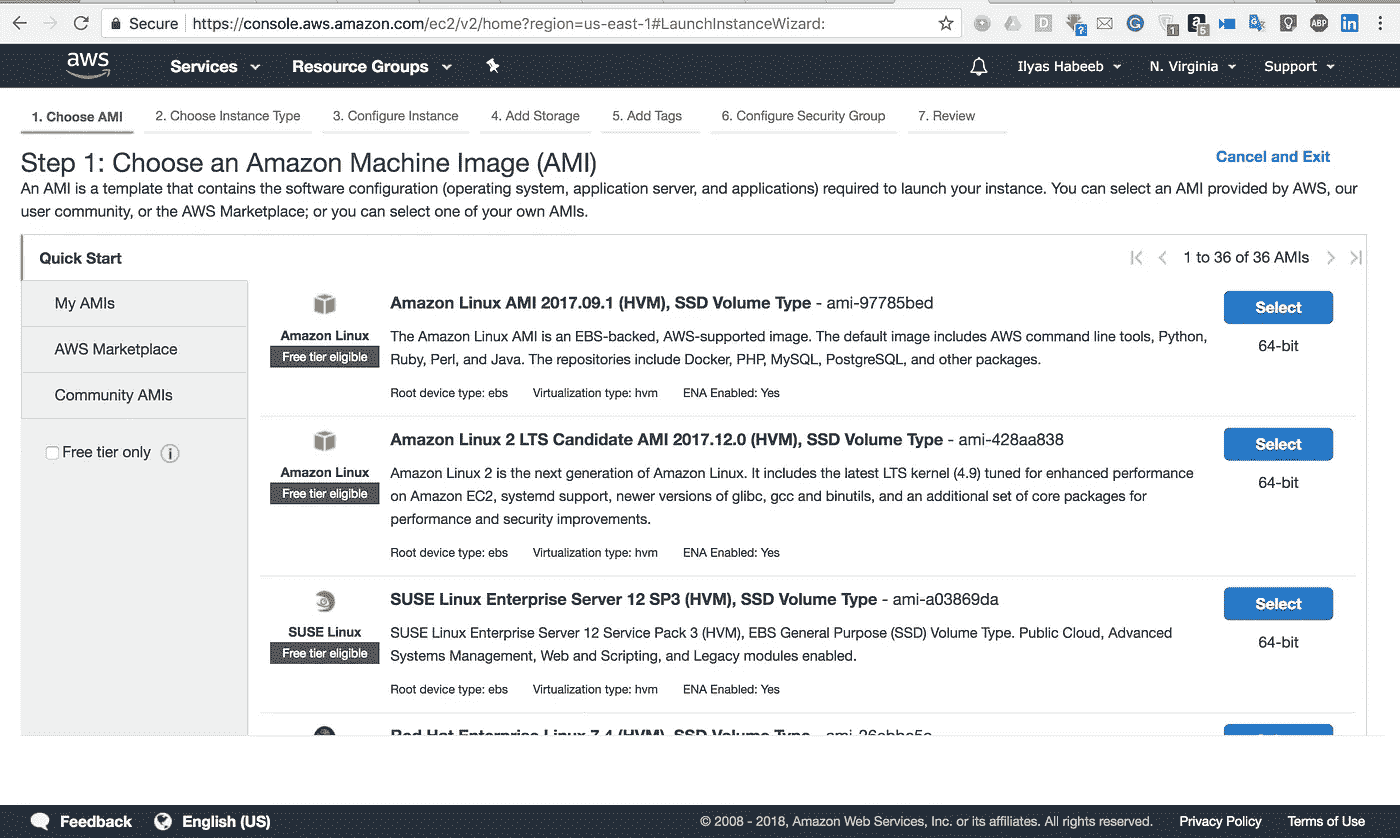 Secure https://console.aws.amazon.com/ec2/v2/home?region=us-east-1#LaunchInstanceWizard:
aws Services Resource Groups Ilyas Habeeb N. Virginia Support
1. Choose AMI 2. Choose Instance Type 3. Configure Instance 4. Add Storage 5. Add Tags 6. Configure Security Group 7. Review
Step 1: Choose an Amazon Machine Image (AMI)
Cancel and Exit
An AMI is a template that contains the software configuration (operating system, application server, and applications) required to launch your instance. You can select an AMI provided by AWS, our
user community, or the AWS Marketplace; or you can select one of your own AMIs.
Quick Start
1 to 36 of 36 AMIs
My AMIs
AWS Marketplace
Community AMIs
Free tier only
Amazon Linux
Free tier eligible
Amazon Linux AMI 2017.09.1 (HVM), SSD Volume Type - ami-97785bed
The Amazon Linux AMI is an EBS-backed, AWS-supported image. The default image includes AWS command line tools, Python,
Ruby, Perl, and Java. The repositories include Docker, PHP, MySQL, PostgreSQL, and other packages.
Root device type: ebs Virtualization type: hvm ENA Enabled: Yes
Select
64-bit
Amazon Linux
Free tier eligible
Amazon Linux 2 LTS Candidate AMI 2017.12.0 (HVM), SSD Volume Type - ami-428aa838
Amazon Linux 2 is the next generation of Amazon Linux. It includes the latest LTS kernel (4.9) tuned for enhanced performance
on Amazon EC2, systemd support, newer versions of glibc, gcc and binutils, and an additional set of core packages for
performance and security improvements.
Root device type: ebs Virtualization type: hvm ENA Enabled: Yes
Select
64-bit
SUSE Linux
Free tier eligible
SUSE Linux Enterprise Server 12 SP3 (HVM), SSD Volume Type - ami-a03869da
SUSE Linux Enterprise Server 12 Service Pack 3 (HVM), EBS General Purpose (SSD) Volume Type. Public Cloud, Advanced
Systems Management, Web and Scripting, and Legacy modules enabled.
Root device type: ebs Virtualization type: hvm ENA Enabled: Yes
Select
64-bit
Red Hat Enterprise Linux 7.4 (HVM), SSD Volume Type -
Feedback English (US)
© 2008 - 2018, Amazon Web Services, Inc. or its affiliates. All rights reserved. Privacy Policy Terms of Use